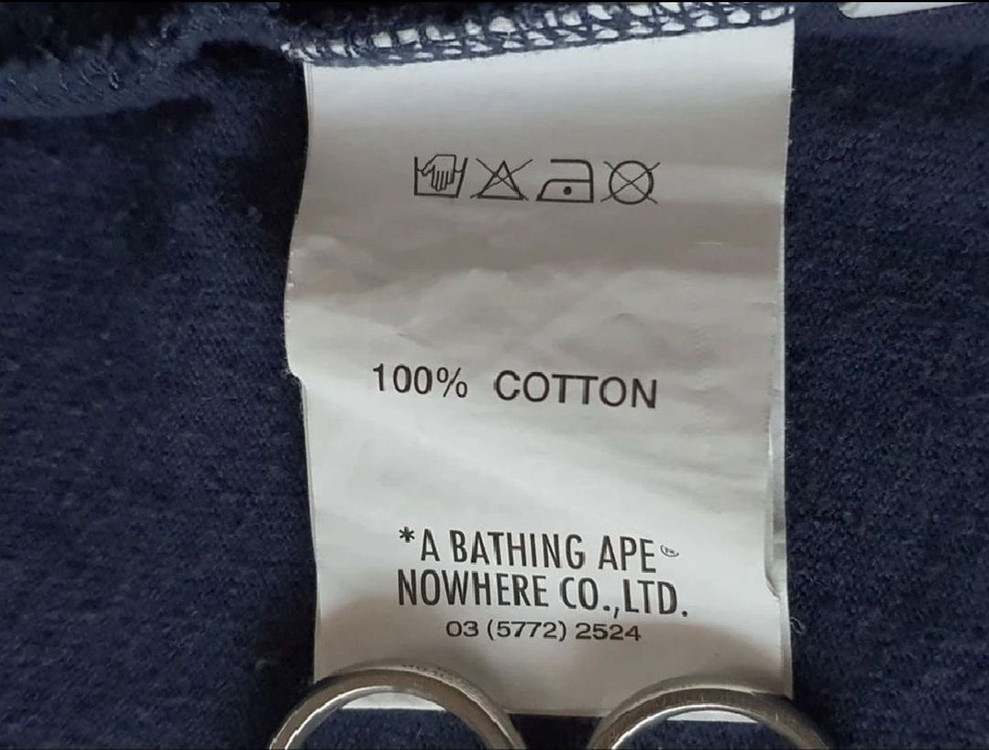 100% COTTON
*A BATHING APE
NOWHERE CO.,LTD.
03 (5772) 2524